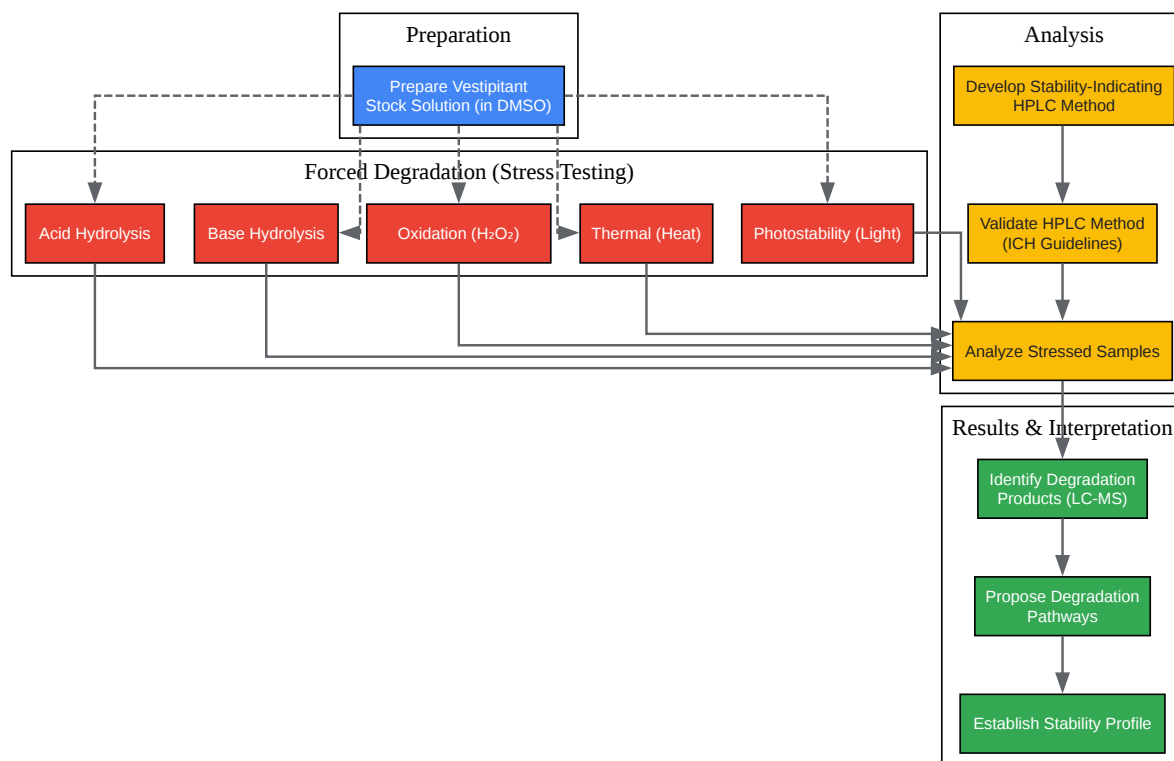 Preparation
Prepare Vestipitant
Stock Solution (in DMSO)
Forced Degradation (Stress Testing)
Acid Hydrolysis
Base Hydrolysis
Oxidation (H₂O₂)
Thermal (Heat)
Photostability (Light)
Analysis
Develop Stability-Indicating
HPLC Method
Validate HPLC Method
(ICH Guidelines)
Analyze Stressed Samples
Results & Interpretation
Identify Degradation
Products (LC-MS)
Propose Degradation
Pathways
Establish Stability Profile